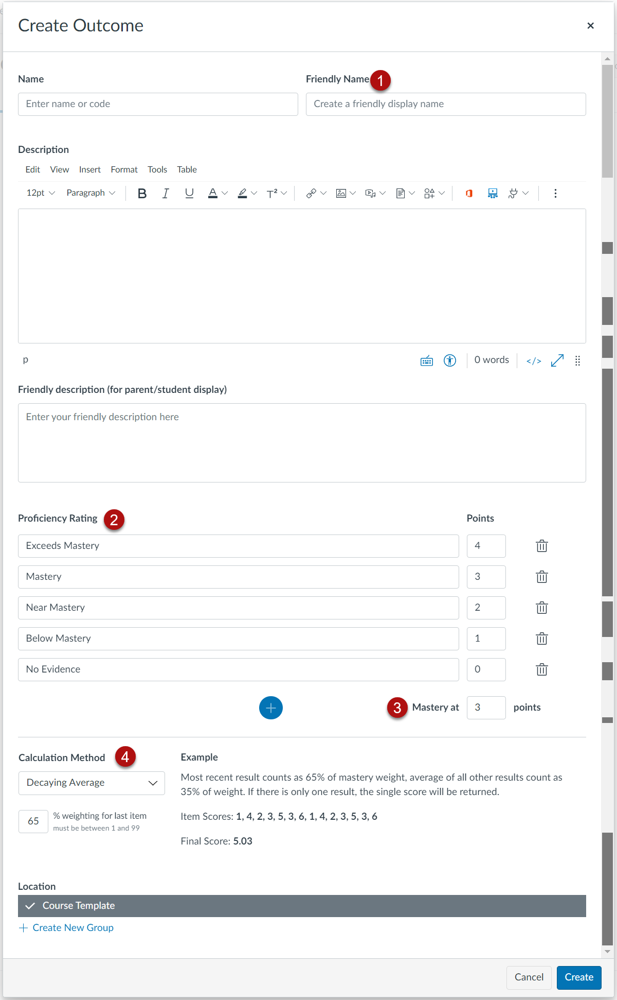 Create Outcome
Name
Friendly Name 1
Enter name or code
Create a friendly display name
Description
Edit View Insert Format Tools Table
12pt Paragraph B I U A T²
p
0 words </>
Friendly description (for parent/student display)
Enter your friendly description here
Proficiency Rating 2 Points
Exceeds Mastery 4
Mastery 3
Near Mastery 2
Below Mastery 1
No Evidence 0
3 Mastery at 3 points
Calculation Method 4
Decaying Average
65 % weighting for last item
must be between 1 and 99
Example
Most recent result counts as 65% of mastery weight, average of all other results count as
35% of weight. If there is only one result, the single score will be returned.
Item Scores: 1, 4, 2, 3, 5, 3, 6, 1, 4, 2, 3, 5, 3, 6
Final Score: 5.03
Location
Course Template
Create New Group
Cancel Create